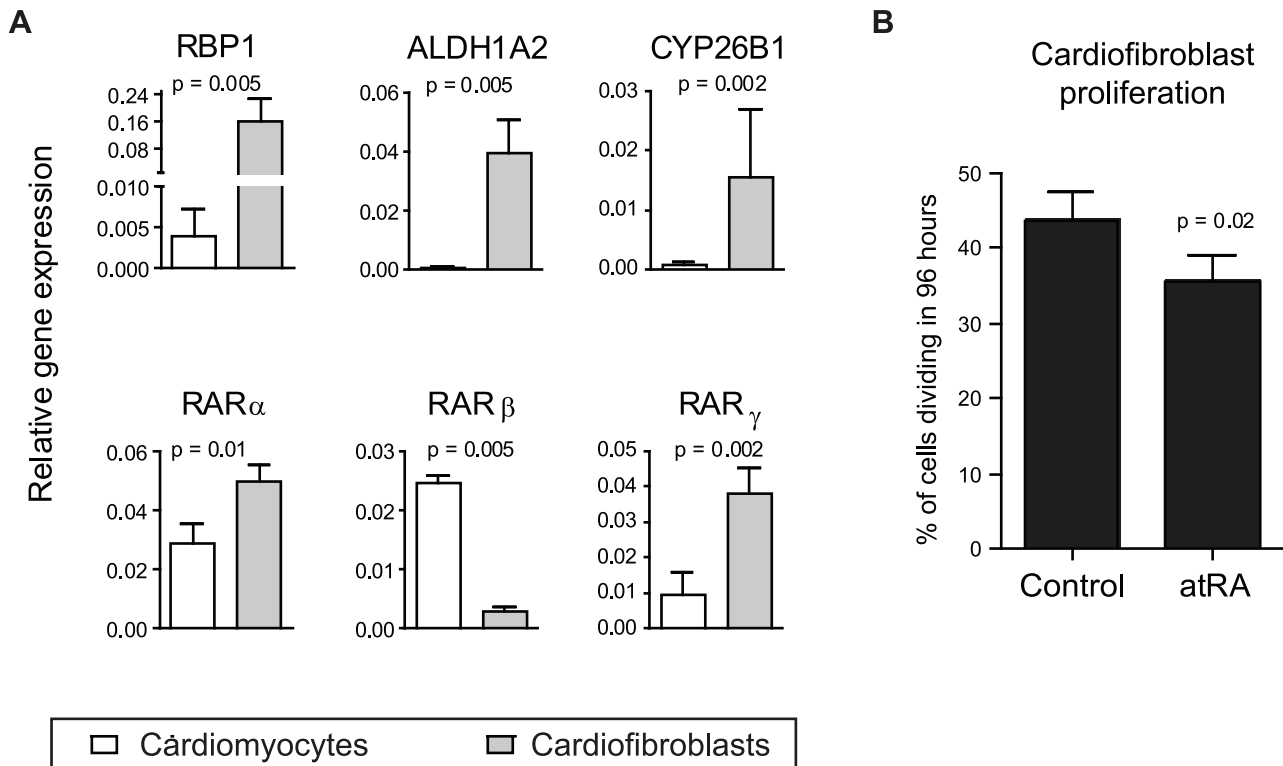 A
B
RBP1
ALDH1A2
CYP26B1
Cardiofibroblast
proliferation
Relative gene expression
p = 0.005
0.24
0.16
0.08
0.010
0.005
0.000
p = 0.005
0.06
0.04
0.02
0.00
p = 0.002
0.03
0.02
0.01
0.00
RARα
RAR β
RAR γ
p = 0.01
0.06
0.04
0.02
0.00
p = 0.005
0.03
0.02
0.01
0.00
p = 0.002
0.05
0.04
0.03
0.02
0.01
0.00
% of cells dividing in 96 hours
50
40
30
20
10
0
p = 0.02
Control
atRA
Cardiomyocytes
Cardiofibroblasts